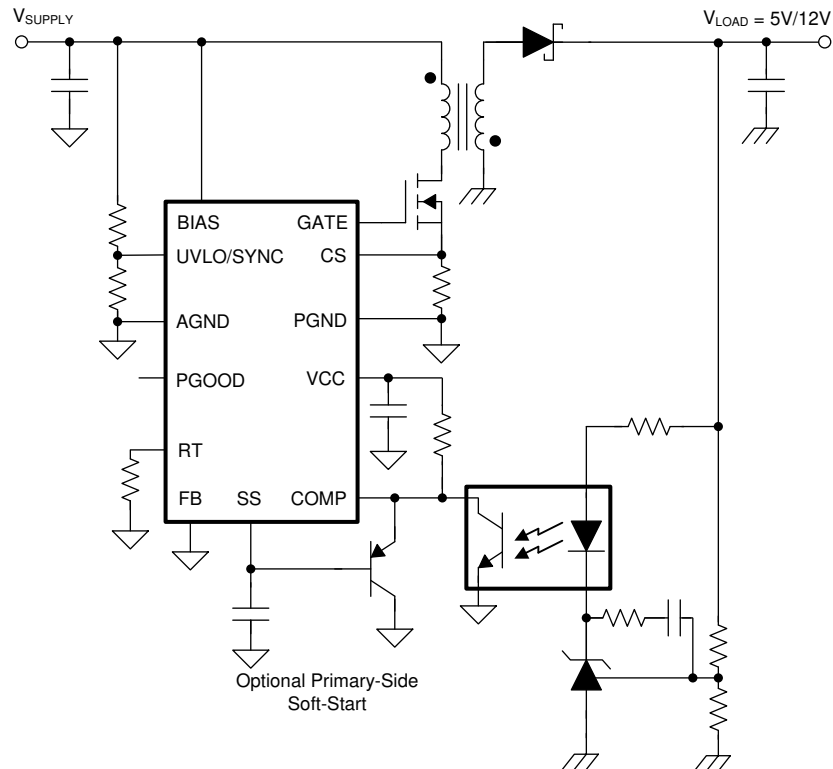 VSUPPLY
VLOAD = 5V/12V
BIAS
GATE
UVLO/SYNC
CS
AGND
PGND
PGOOD
VCC
RT
FB
SS
COMP
Optional Primary-Side
Soft-Start